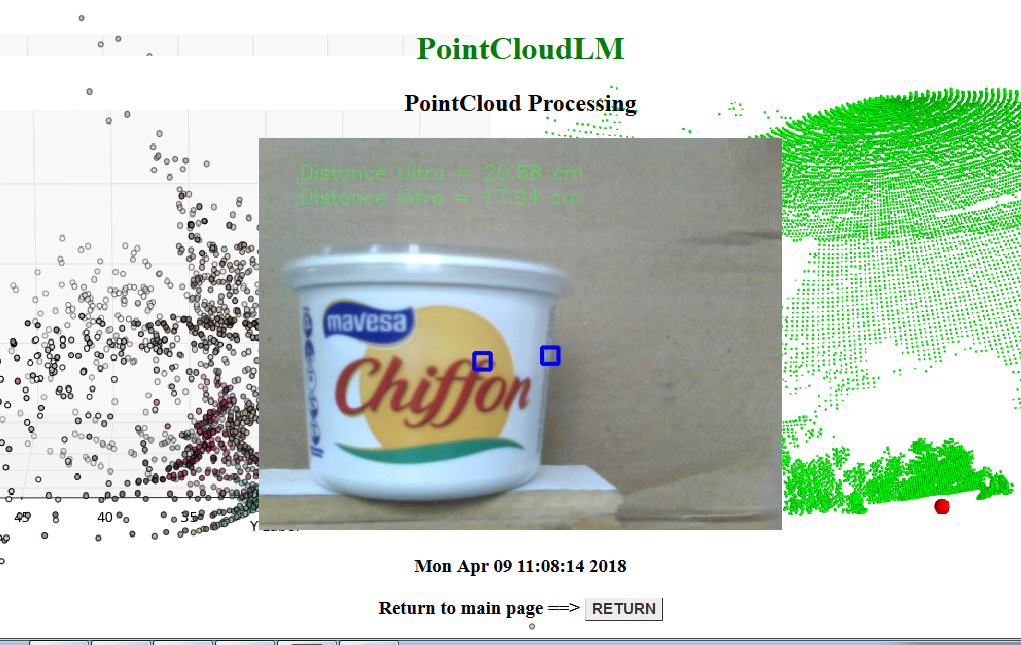 PointCloudLM
PointCloud Processing
Distance Ultra = 20.88 cm
Distance Infra = 17.94 cm
mavesa
Chiffon
45 40 35
Mon Apr 09 11:08:14 2018
Return to main page ==> RETURN